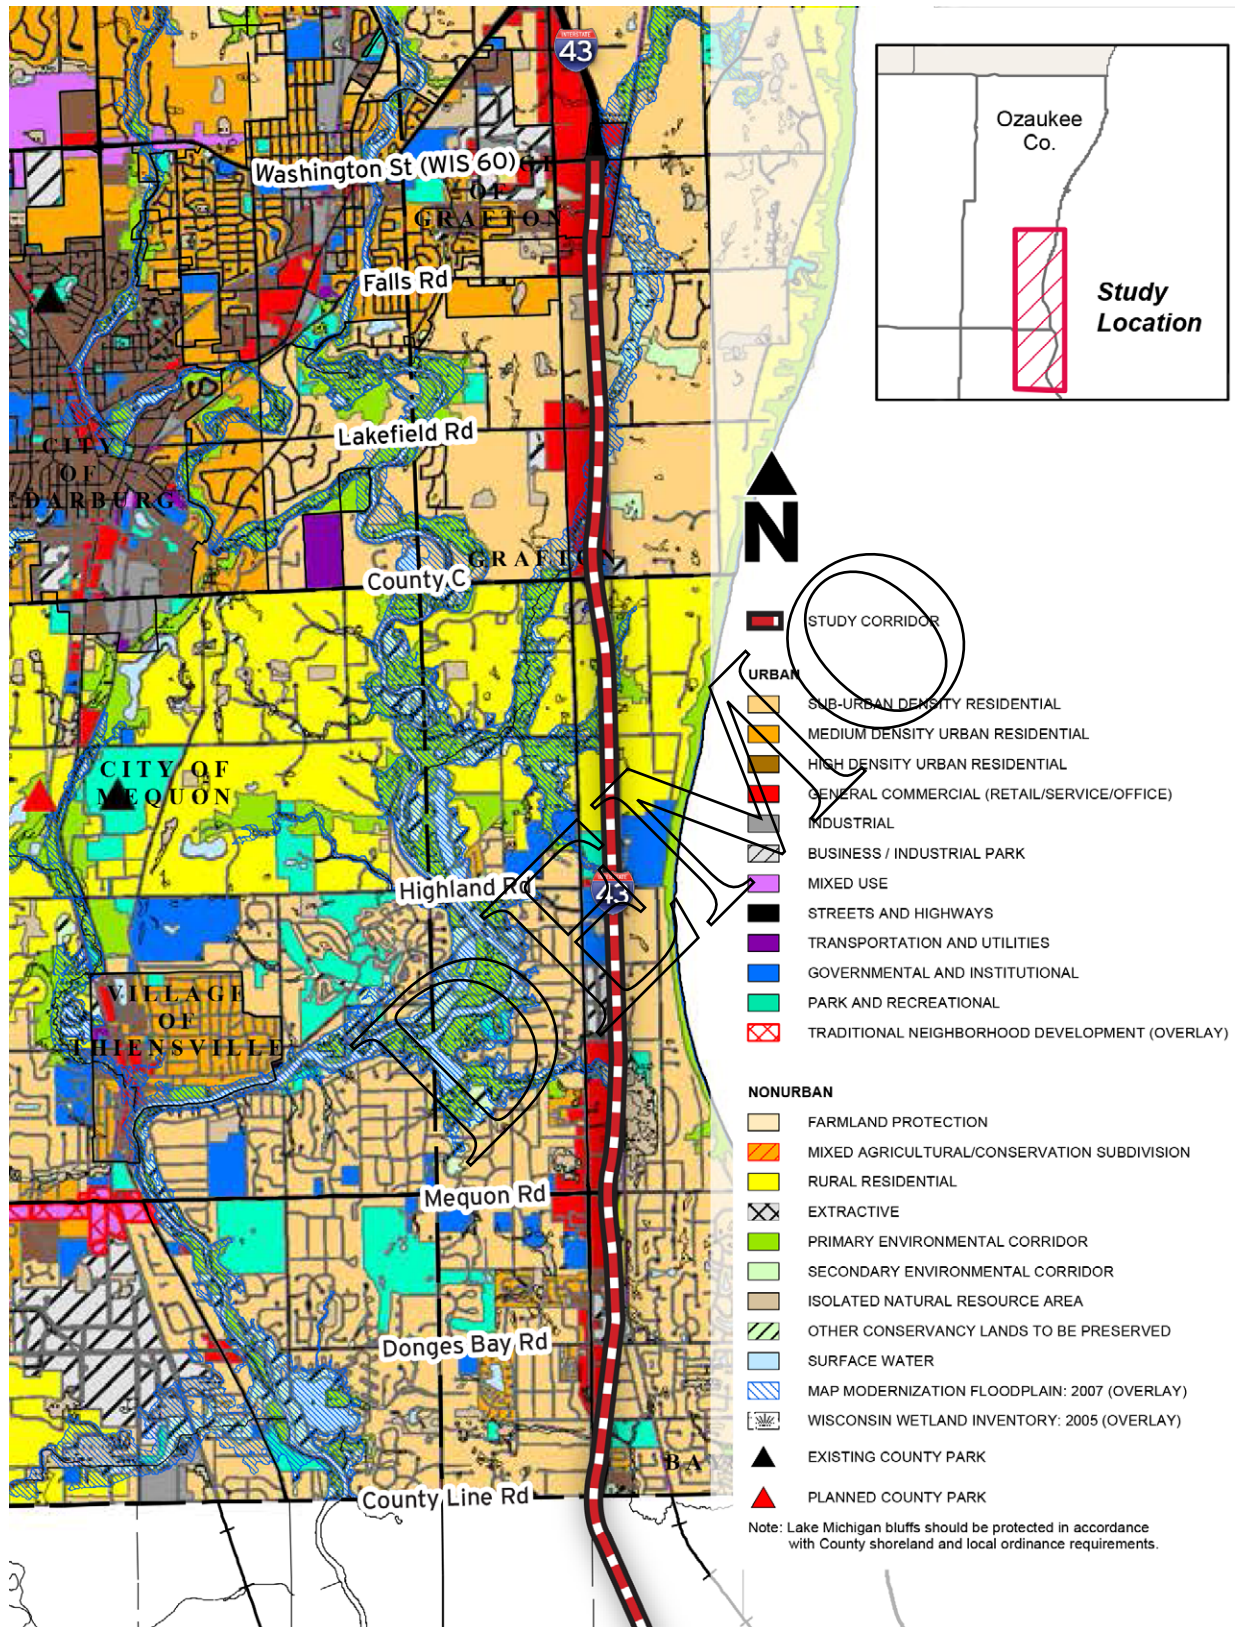 INTERSTATE
43
Washington St (WIS 60)
OF
GRAFTON
Falls Rd
Lakefield Rd
CITY
OF
DARBURG
GRAFTON
County C
CITY OF
MEQUON
Highland Rd
43
VILLAGE
OF
THIENSVILLE
Mequon Rd
Donges Bay Rd
BA
County Line Rd
Ozaukee
Co.
Study
Location
N
STUDY CORRIDOR
URBAN
SUB-URBAN DENSITY RESIDENTIAL
MEDIUM DENSITY URBAN RESIDENTIAL
HIGH DENSITY URBAN RESIDENTIAL
GENERAL COMMERCIAL (RETAIL/SERVICE/OFFICE)
INDUSTRIAL
BUSINESS / INDUSTRIAL PARK
MIXED USE
STREETS AND HIGHWAYS
TRANSPORTATION AND UTILITIES
GOVERNMENTAL AND INSTITUTIONAL
PARK AND RECREATIONAL
TRADITIONAL NEIGHBORHOOD DEVELOPMENT (OVERLAY)
NONURBAN
FARMLAND PROTECTION
MIXED AGRICULTURAL/CONSERVATION SUBDIVISION
RURAL RESIDENTIAL
EXTRACTIVE
PRIMARY ENVIRONMENTAL CORRIDOR
SECONDARY ENVIRONMENTAL CORRIDOR
ISOLATED NATURAL RESOURCE AREA
OTHER CONSERVANCY LANDS TO BE PRESERVED
SURFACE WATER
MAP MODERNIZATION FLOODPLAIN: 2007 (OVERLAY)
WISCONSIN WETLAND INVENTORY: 2005 (OVERLAY)
EXISTING COUNTY PARK
PLANNED COUNTY PARK
Note: Lake Michigan bluffs should be protected in accordance
with County shoreland and local ordinance requirements.